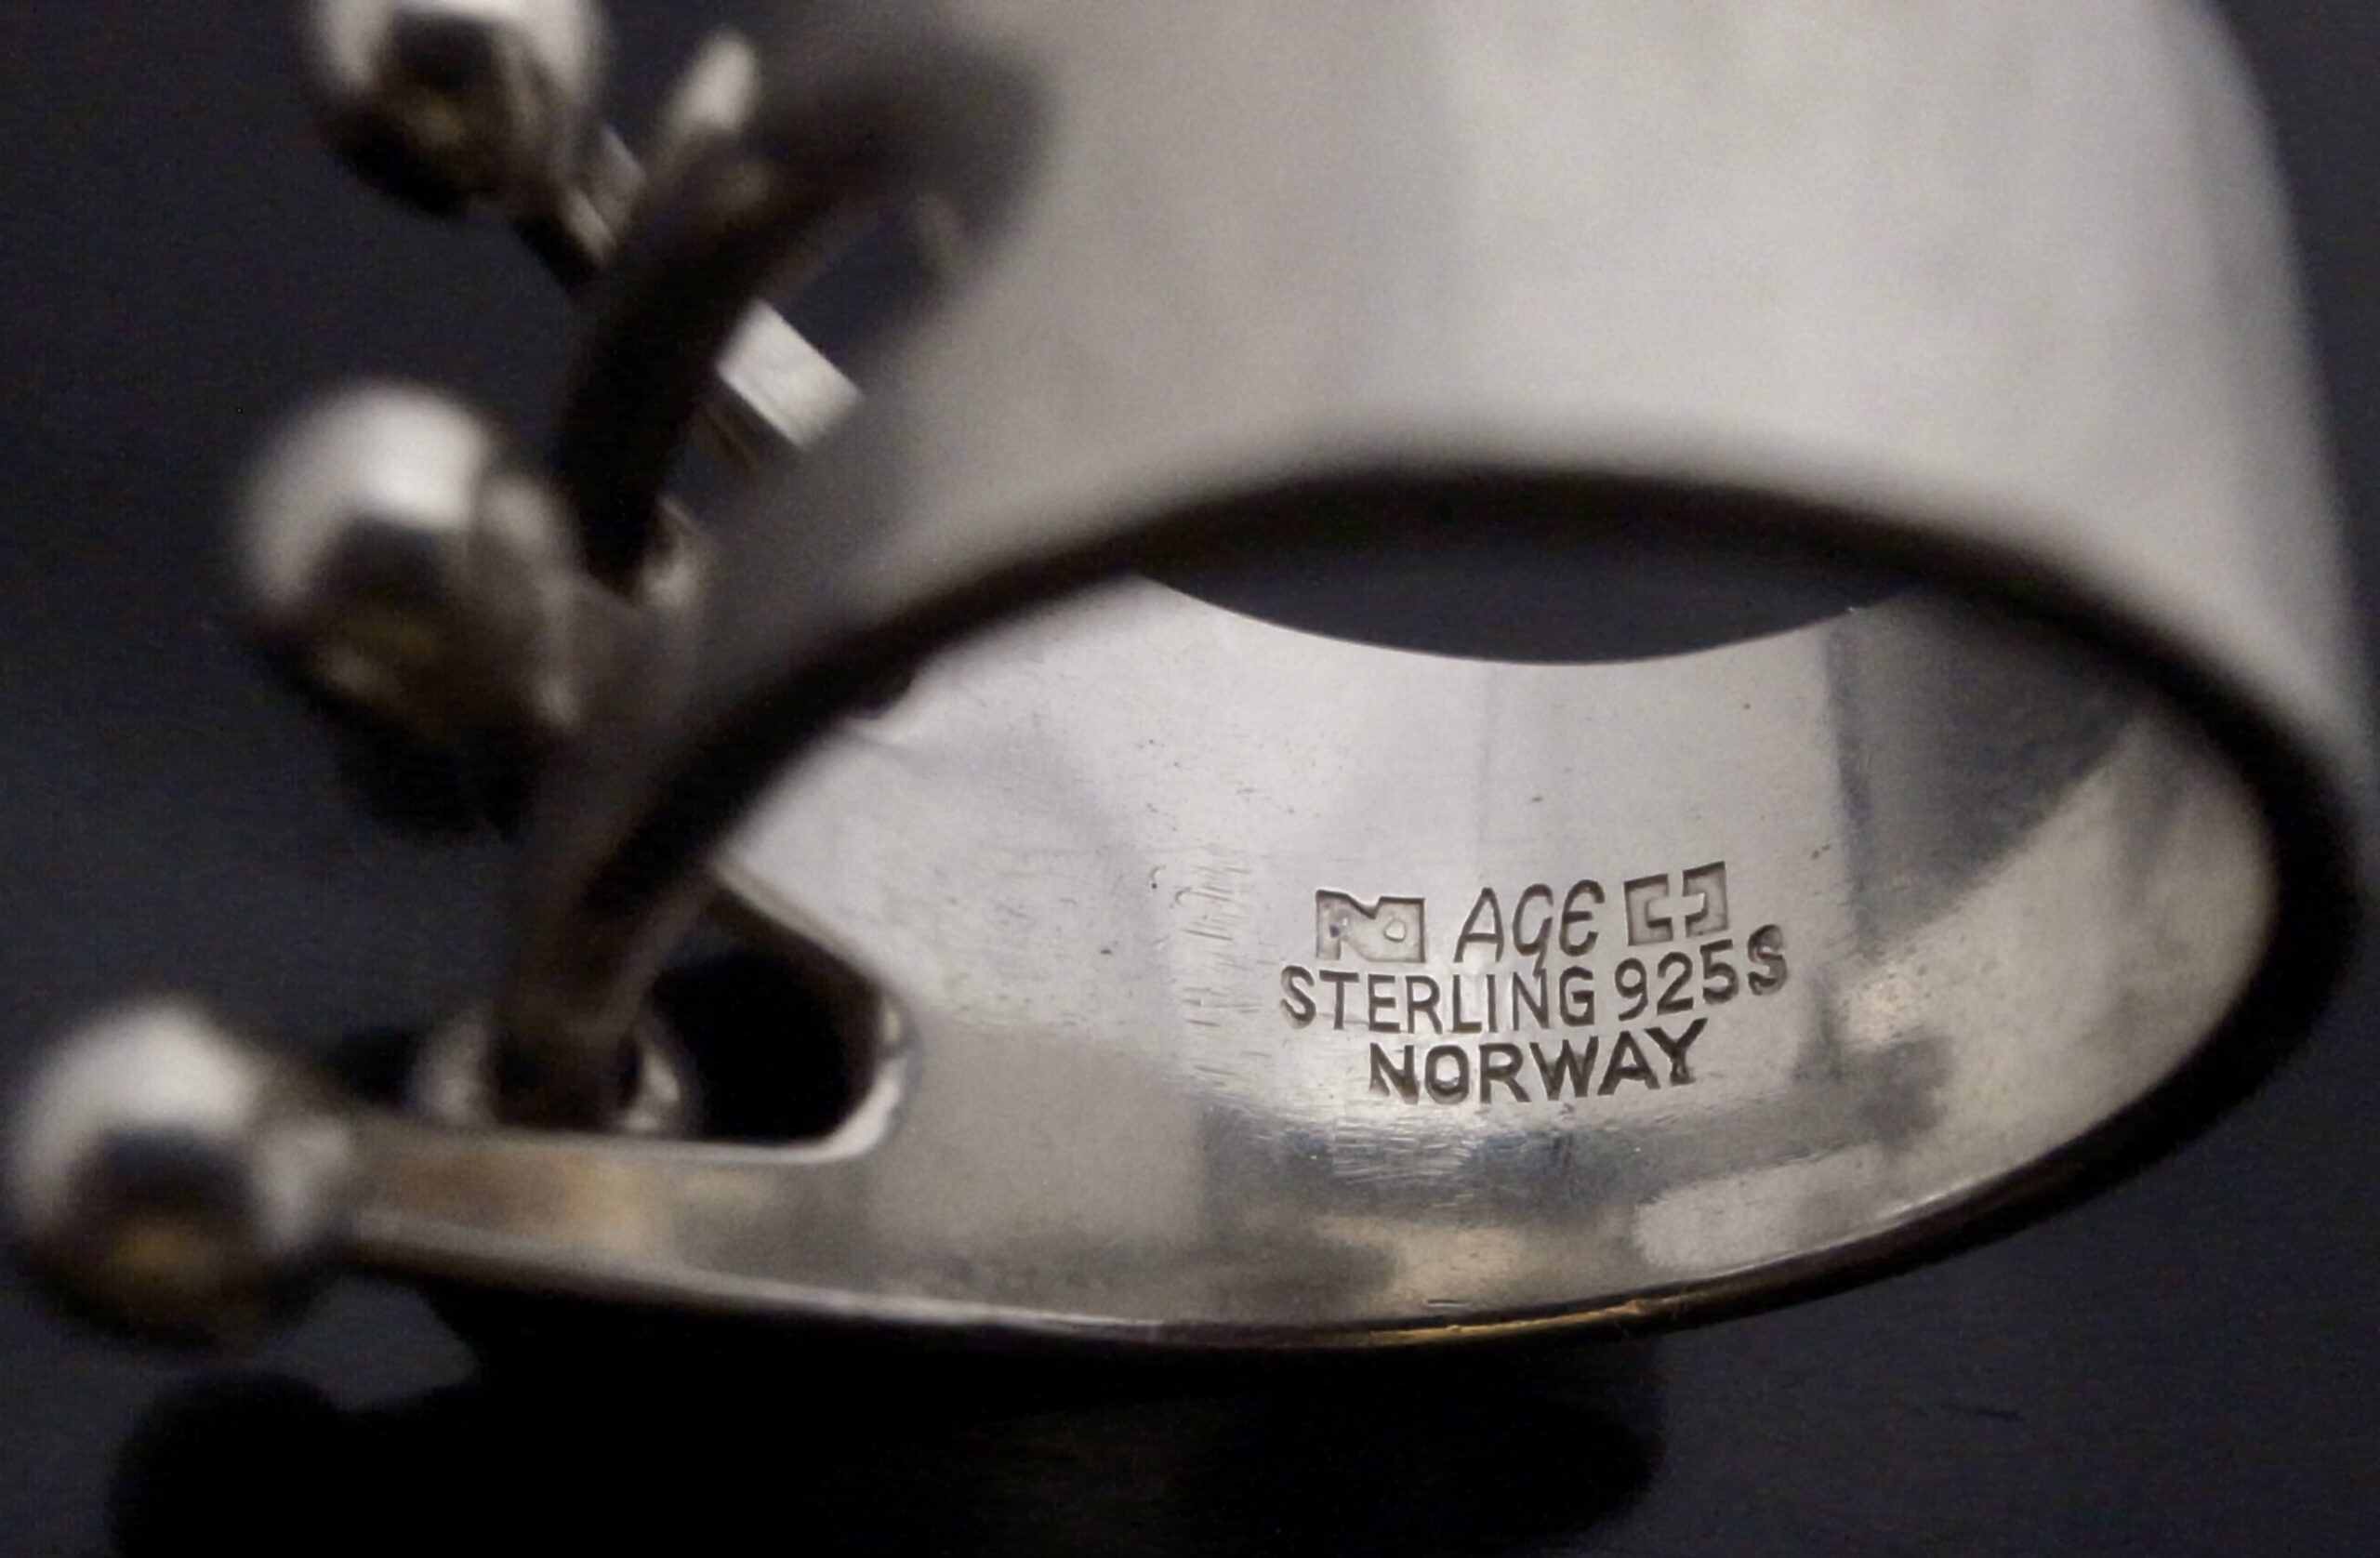 AGE
STERLING 925S
NORWAY